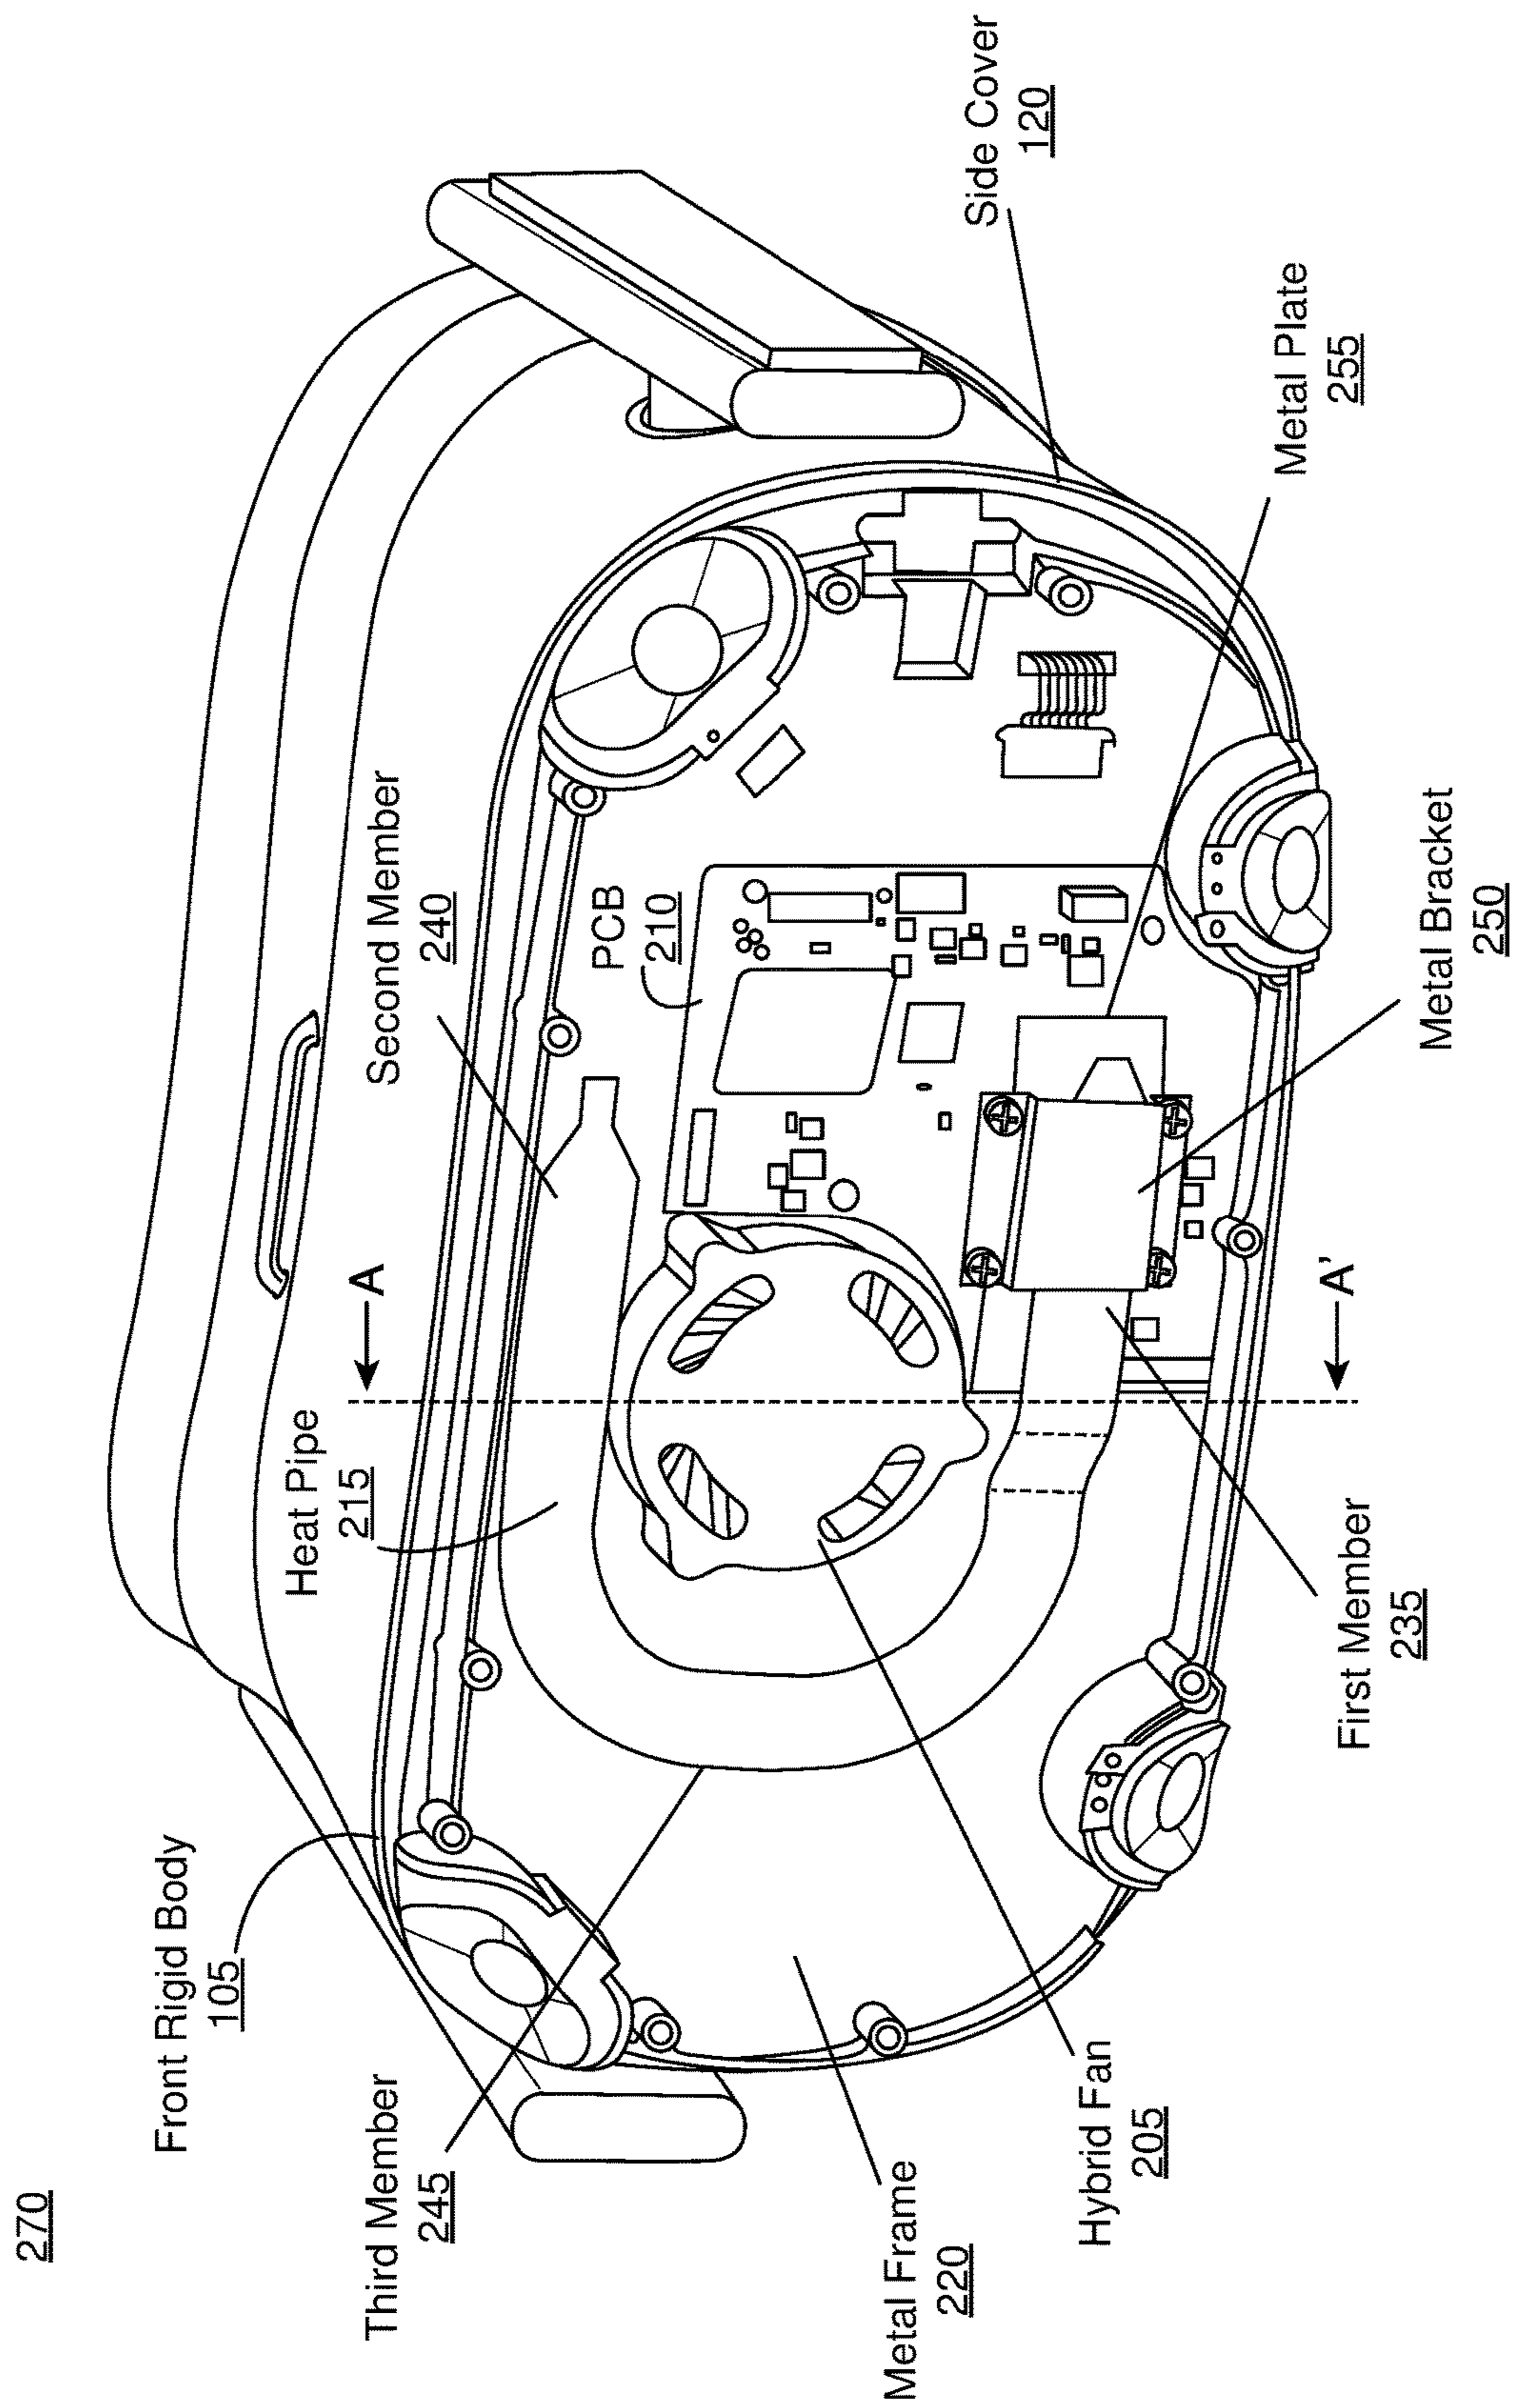 270
Front Rigid Body
105
Third Member
245
Heat Pipe
215
A
Second Member
240
PCB
210
Side Cover
120
Metal Plate
255
Metal Bracket
250
A'
First Member
235
Hybrid Fan
205
Metal Frame
220